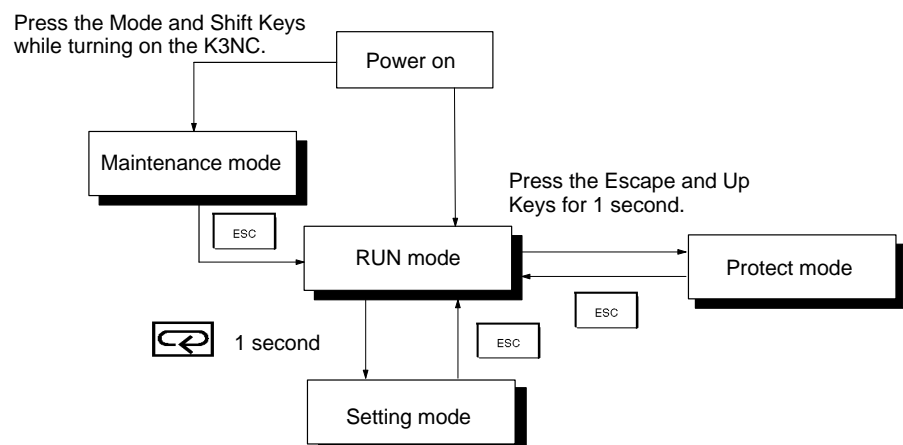 Press the Mode and Shift Keys
while turning on the K3NC.
Power on
Maintenance mode
Press the Escape and Up
Keys for 1 second.
ESC
RUN mode
Protect mode
ESC
1 second
ESC
Setting mode